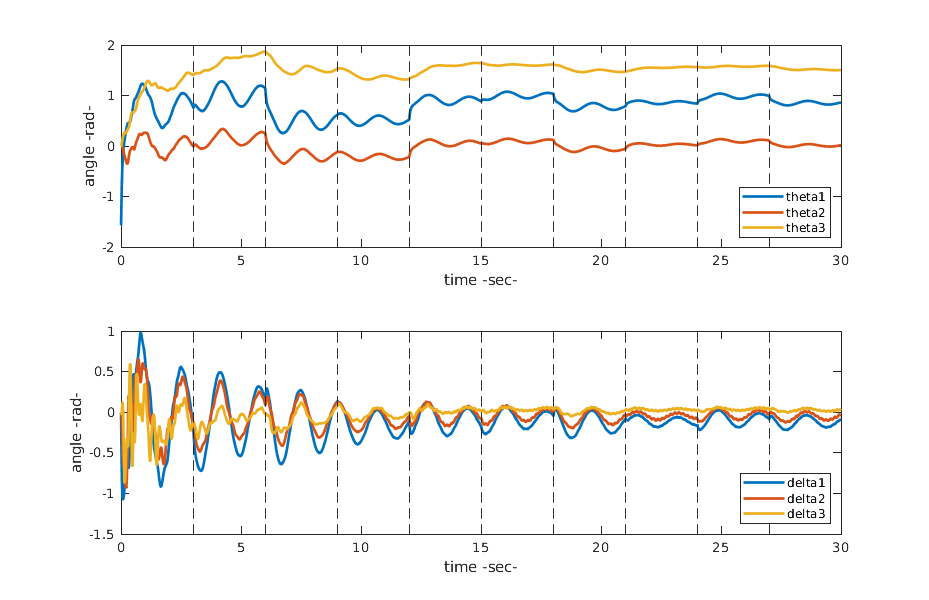 2
1
0
-1
-2
angle -rad-
theta1
theta2
theta3
0 5 10 15 20 25 30
time -sec-
1
0.5
0
-0.5
-1
-1.5
angle -rad-
delta1
delta2
delta3
0 5 10 15 20 25 30
time -sec-